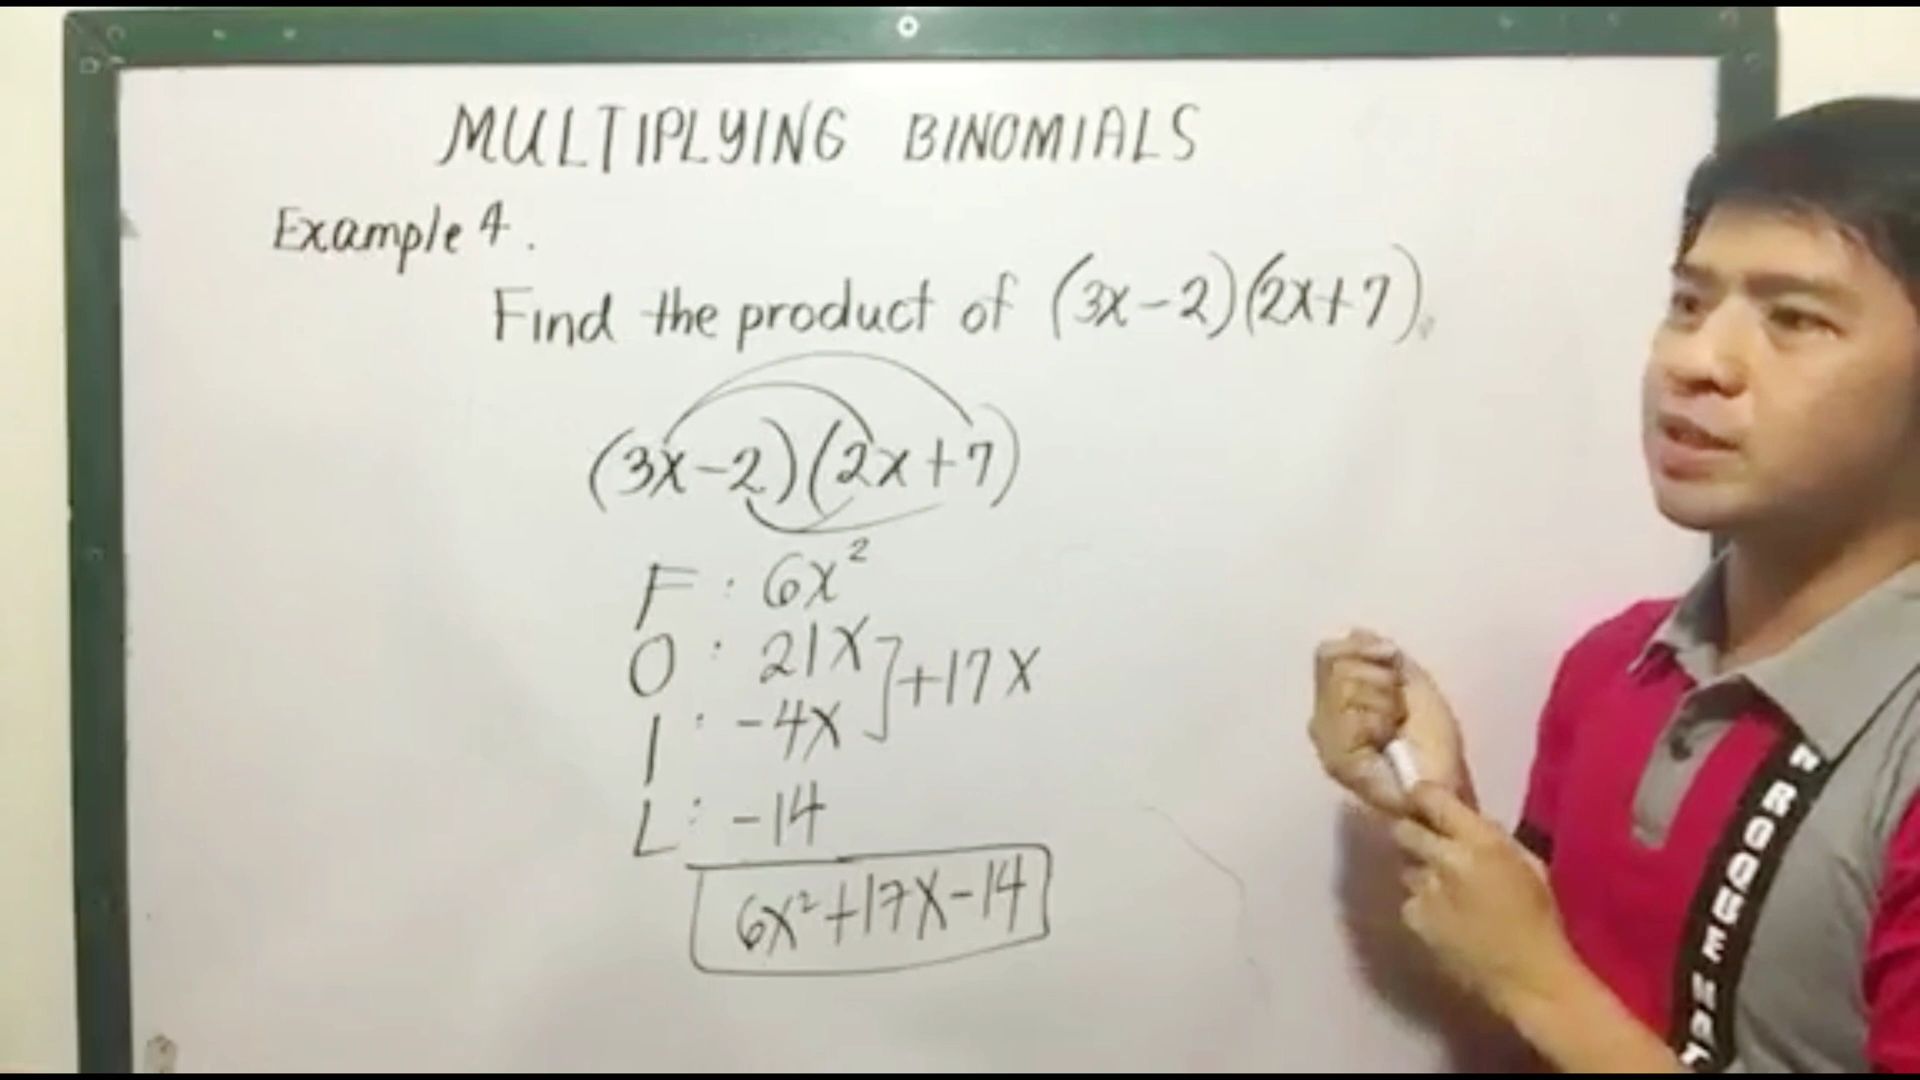 MULTIPLYING BINOMIALS
Example 4.
Find the product of (3x-2)(2x+7).
(3x-2)(2x+7)
F: 6x²
O: 21x
I: -4x
+17x
L: -14
6x²+17x-14